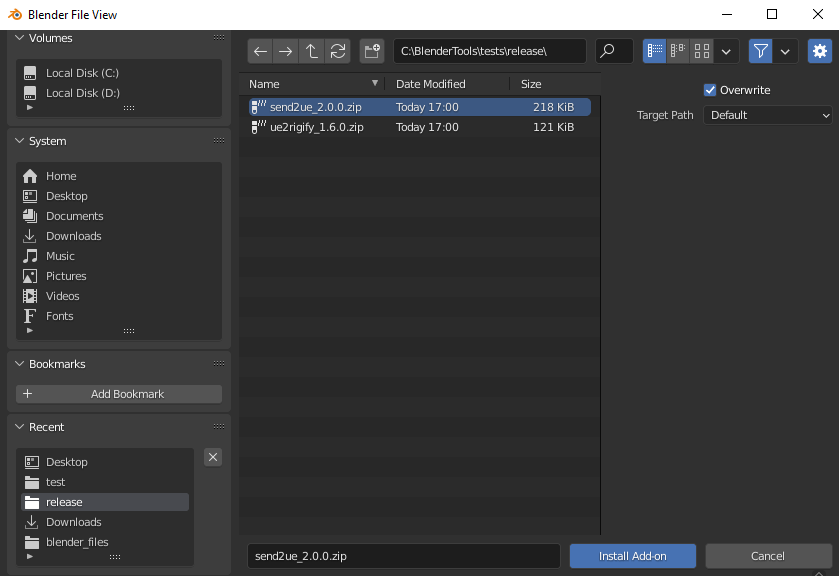 Blender File View
Volumes
Local Disk (C:)
Local Disk (D:)
System
Home
Desktop
Documents
Downloads
Music
Pictures
Videos
Fonts
Bookmarks
Add Bookmark
Recent
Desktop
test
release
Downloads
blender_files
C:\BlenderTools\tests\release\
Name Date Modified Size
send2ue_2.0.0.zip Today 17:00 218 KiB
ue2rigify_1.6.0.zip Today 17:00 121 KiB
Overwrite
Target Path Default
send2ue_2.0.0.zip
Install Add-on
Cancel